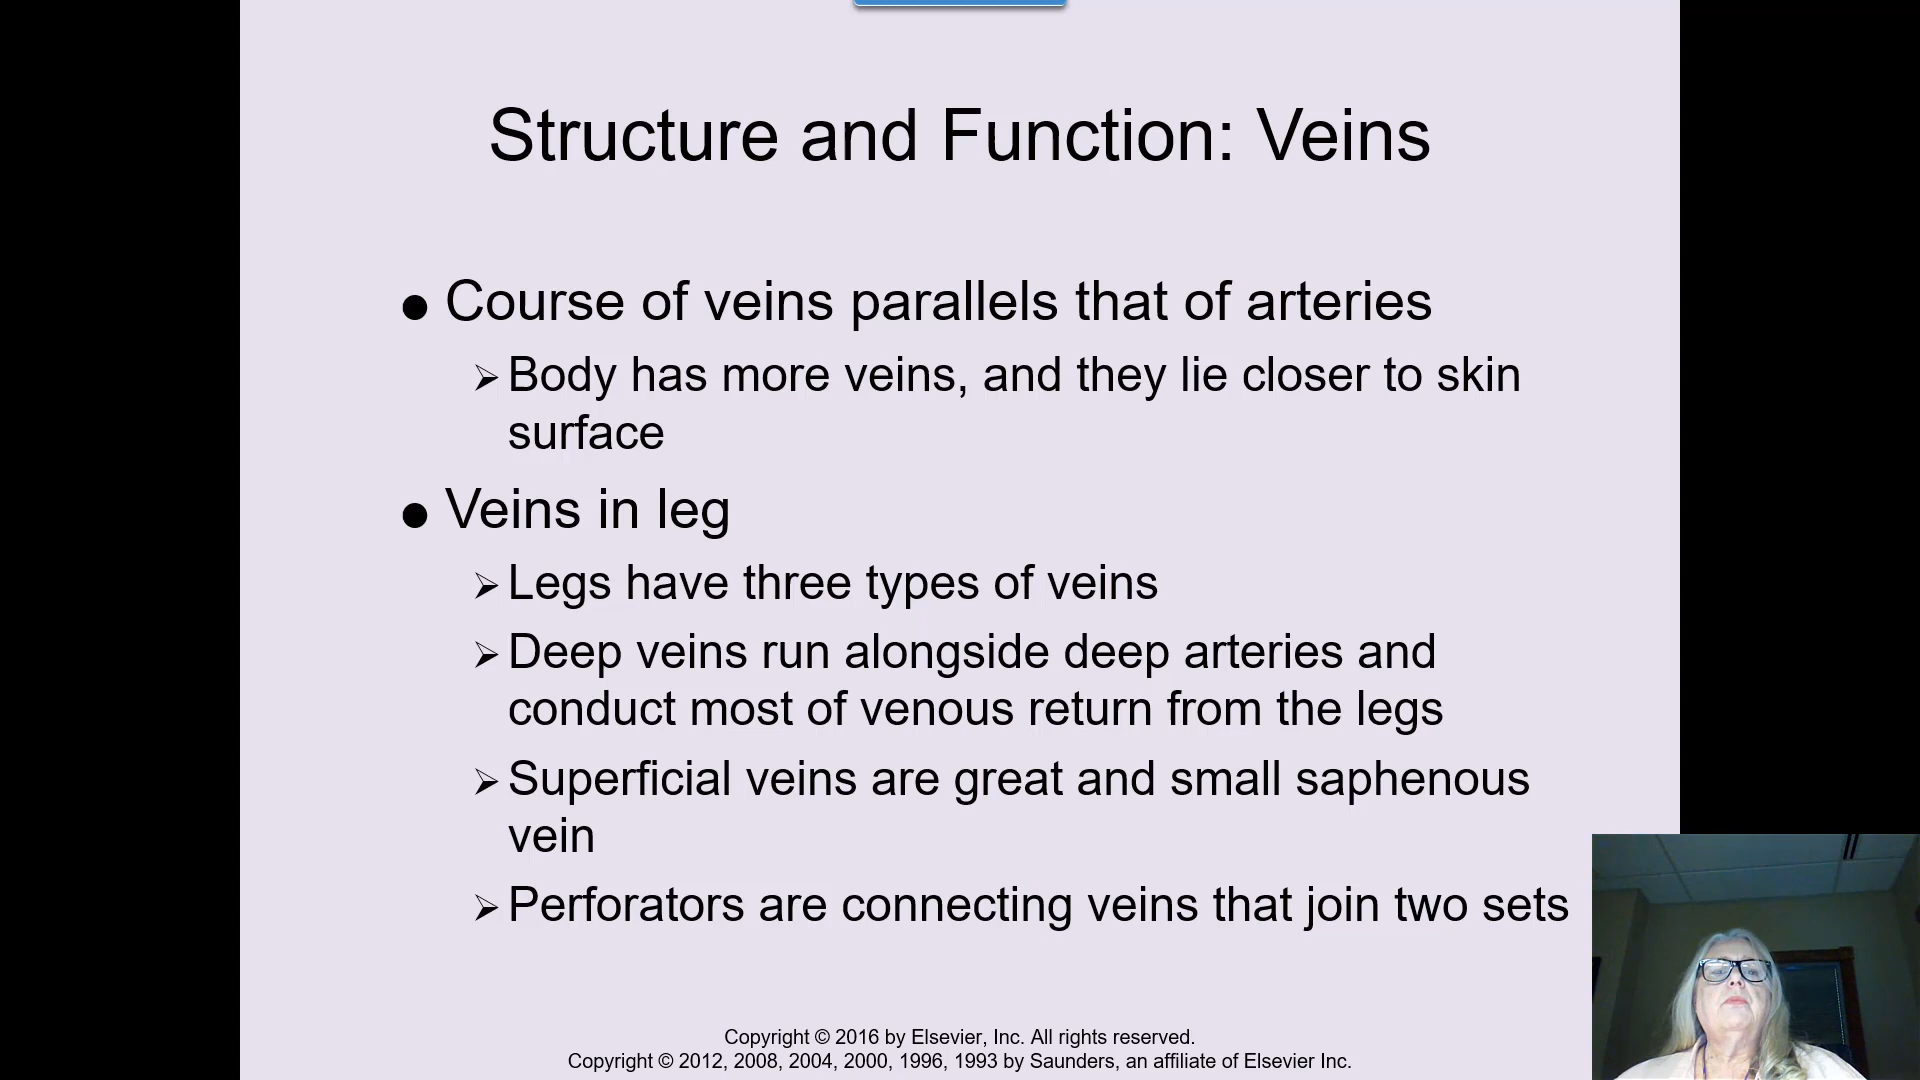 Structure and Function: Veins
● Course of veins parallels that of arteries
➢ Body has more veins, and they lie closer to skin
surface
● Veins in leg
➢ Legs have three types of veins
➢ Deep veins run alongside deep arteries and
conduct most of venous return from the legs
➢ Superficial veins are great and small saphenous
vein
➢ Perforators are connecting veins that join two sets
Copyright © 2016 by Elsevier, Inc. All rights reserved.
Copyright © 2012, 2008, 2004, 2000, 1996, 1993 by Saunders, an affiliate of Elsevier Inc.